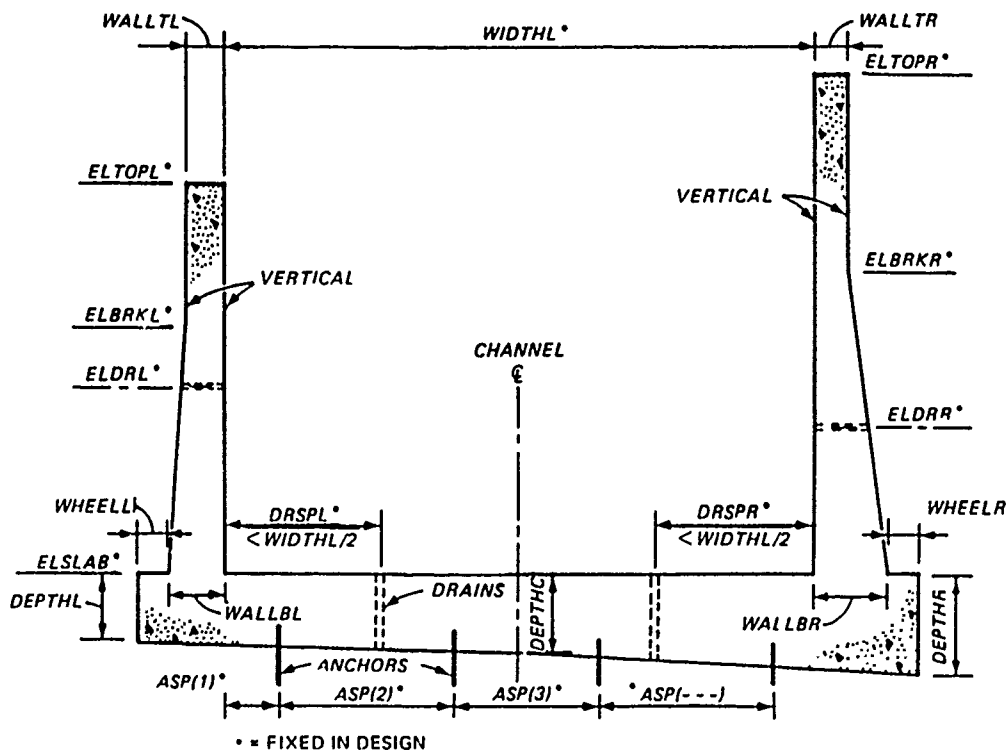 WALLTL
WIDTHL*
WALLTR
ELTOPR*
ELTOPL*
VERTICAL
ELBRKR*
VERTICAL
ELBRKL*
CHANNEL
℄
ELDRL*
ELDRR*
WHEELL
DRSPL*
<WIDTHL/2
DRSPR*
<WIDTHL/2
WHEELR
ELSLAB*
DEPTHL
WALLBL
DRAINS
DEPTHC
WALLBR
DEPTHR
ANCHORS
ASP(1)*
ASP(2)*
ASP(3)*
*ASP(---)
* = FIXED IN DESIGN